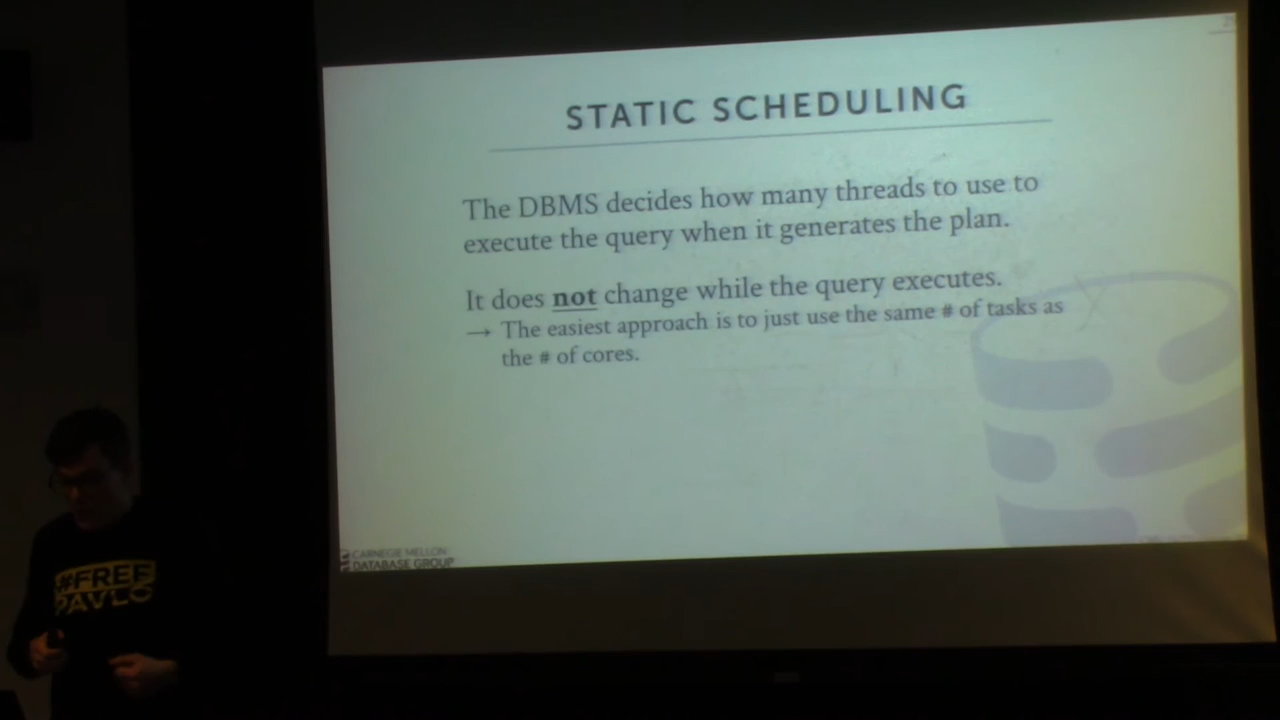 STATIC SCHEDULING
The DBMS decides how many threads to use to
execute the query when it generates the plan.
It does not change while the query executes.
→ The easiest approach is to just use the same # of tasks as
the # of cores.
CARNEGIE MELLON
DATABASE GROUP
#FREE
PAVLO